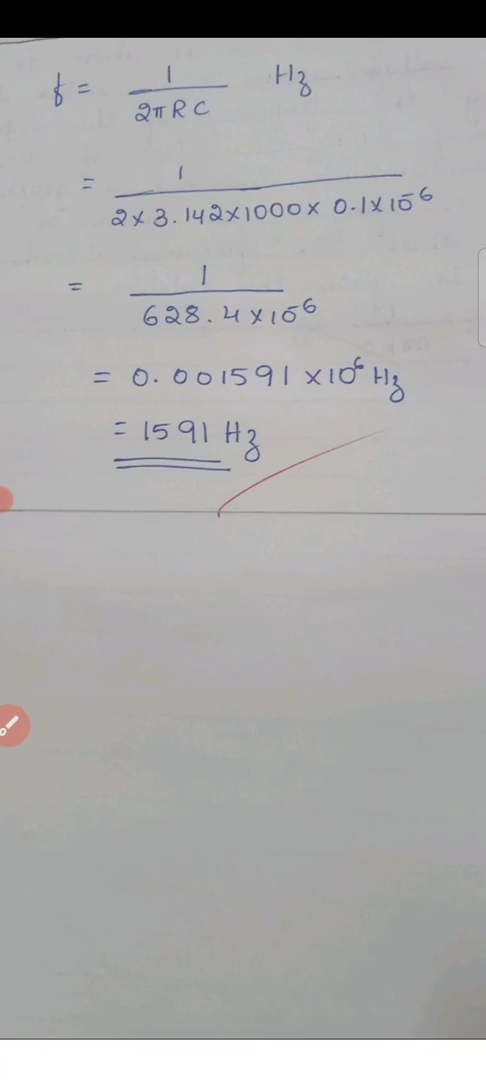 f = 1/2πRC Hz
= 1/2×3.142×1000×0.1×10⁻⁶
= 1/628.4×10⁻⁶
= 0.001591 ×10⁶ Hz
= 1591 Hz